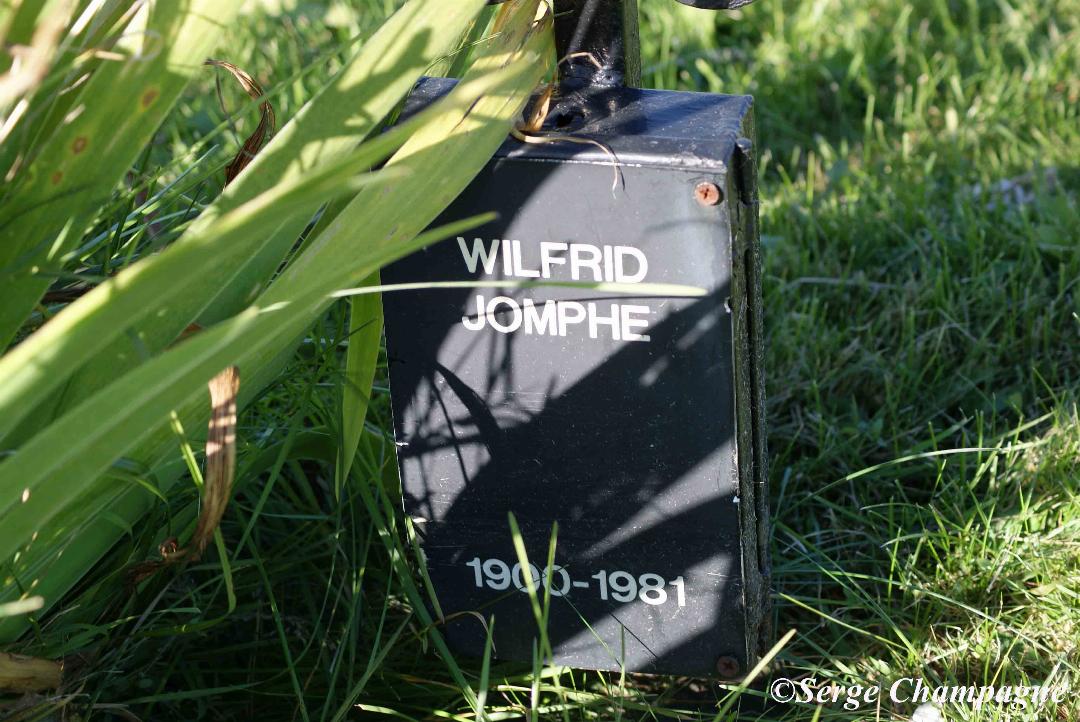 WILFRID
JOMPHE
1900-1981
©Serge Champagne